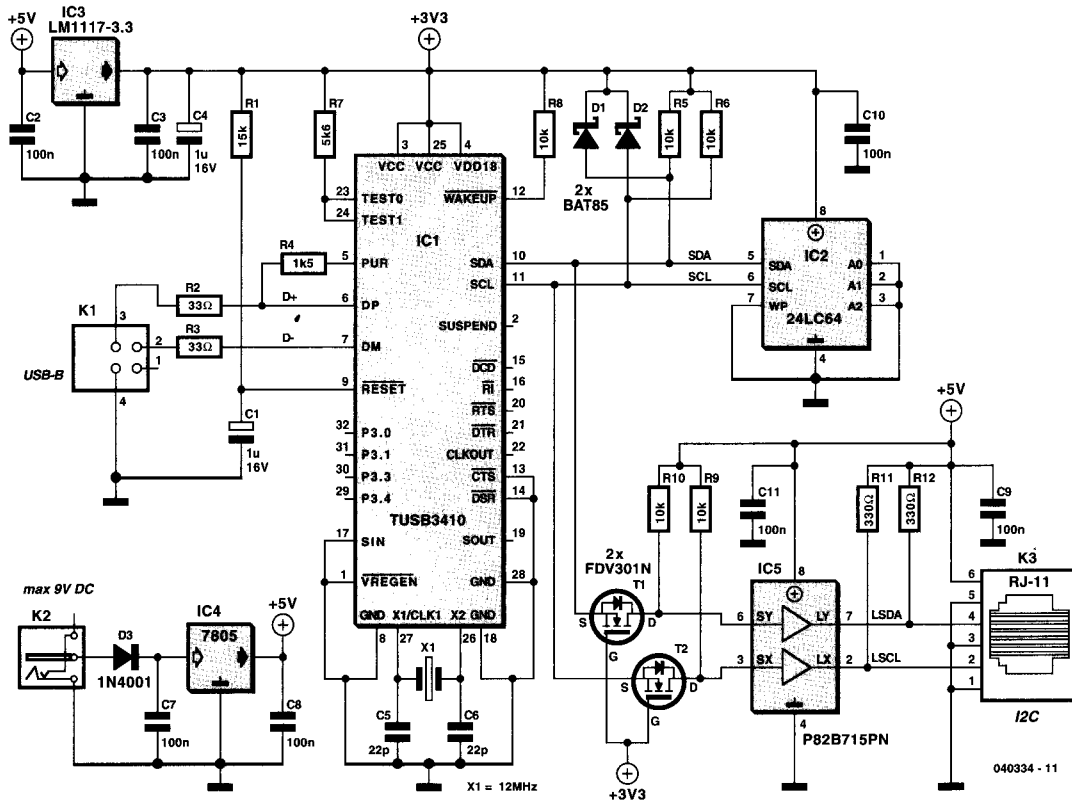 IC3
LM1117-3.3
+5V
+3V3
C2
100n
C3
100n
C4
1u
16V
R1
15k
R7
5k6
R8
10k
D1
D2
2x
BAT85
R5
10k
R6
10k
C10
100n
3
25
4
VCC
VCC
VDD18
23
TEST0
24
TEST1
WAKEUP
12
IC1
R4
1k5
5
PUR
SDA
10
SDA
SCL
11
SCL
R2
33Ω
D+
6
DP
R3
33Ω
D-
7
DM
SUSPEND
2
K1
3
2
1
4
USB-B
9
RESET
DCD
15
RI
16
RTS
20
DTR
21
CLKOUT
22
CTS
13
DSR
14
SOUT
19
GND
28
C1
1u
16V
32
P3.0
31
P3.1
30
P3.3
29
P3.4
TUSB3410
17
SIN
1
VREGEN
GND
X1/CLK1
X2
GND
8
27
26
18
X1
C5
22p
C6
22p
X1 = 12MHz
8
IC2
5
SDA
6
SCL
7
WP
A0
1
A1
2
A2
3
24LC64
4
max 9V DC
K2
D3
1N4001
IC4
7805
+5V
C7
100n
C8
100n
+5V
R10
10k
R9
10k
C11
100n
R11
330Ω
R12
330Ω
C9
100n
2x
FDV301N
T1
S
D
G
T2
S
D
G
+3V3
IC5
8
6
SY
LY
7
LSDA
3
SX
LX
2
LSCL
4
P82B715PN
K3
RJ-11
6
5
4
3
2
1
I2C
040334 - 11